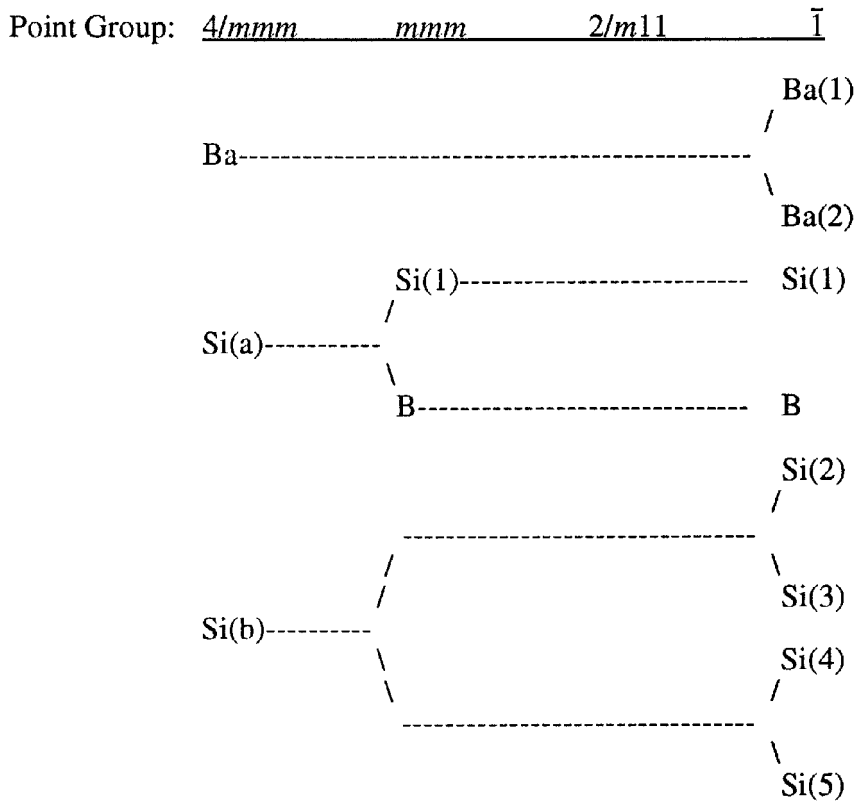 Point Group: 4/mmm mmm 2/m11 1̄
Ba(1)
Ba
Ba(2)
Si(1) Si(1)
Si(a)
B B
Si(2)
Si(3)
Si(b)
Si(4)
Si(5)